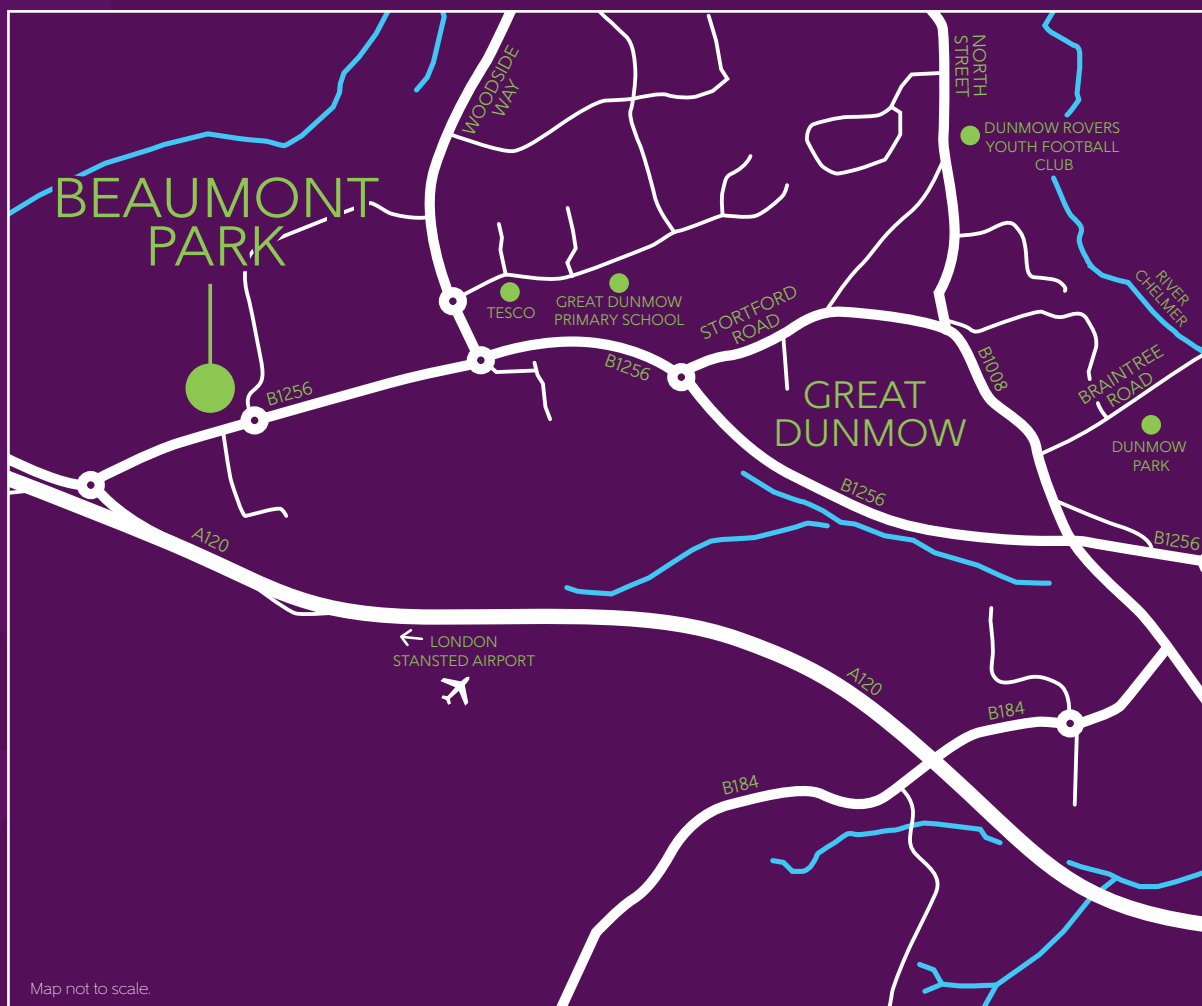 WOODSIDE
WAY
NORTH
STREET
DUNMOW ROVERS
YOUTH FOOTBALL
CLUB
BEAUMONT
PARK
RIVER
CHELMER
TESCO
GREAT DUNMOW
PRIMARY SCHOOL
STORTFORD
ROAD
B1256
B1256
B1008
BRAINTREE
ROAD
GREAT
DUNMOW
DUNMOW
PARK
B1256
B1256
A120
LONDON
STANSTED AIRPORT
A120
B184
B184
Map not to scale.